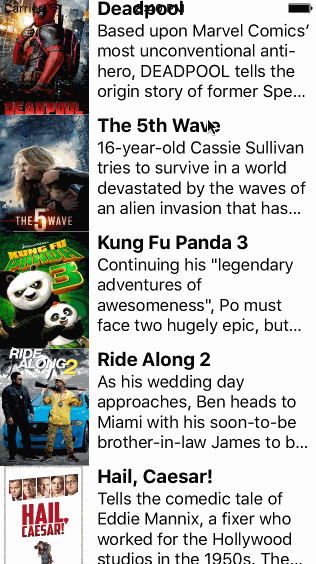 Carrier
Deadpool
Based upon Marvel Comics'
most unconventional anti-
hero, DEADPOOL tells the
origin story of former Spe...
DEADPOOL
The 5th Wave
16-year-old Cassie Sullivan
tries to survive in a world
devastated by the waves of
an alien invasion that has...
THE 5 WAVE
Kung Fu Panda 3
Continuing his "legendary
adventures of
awesomeness", Po must
face two hugely epic, but...
KUNG FU
PANDA
3
Ride Along 2
As his wedding day
approaches, Ben heads to
Miami with his soon-to-be
brother-in-law James to b...
RIDE
ALONG 2
Hail, Caesar!
Tells the comedic tale of
Eddie Mannix, a fixer who
worked for the Hollywood
studios in the 1950s. The...
HAIL,
CAESAR!